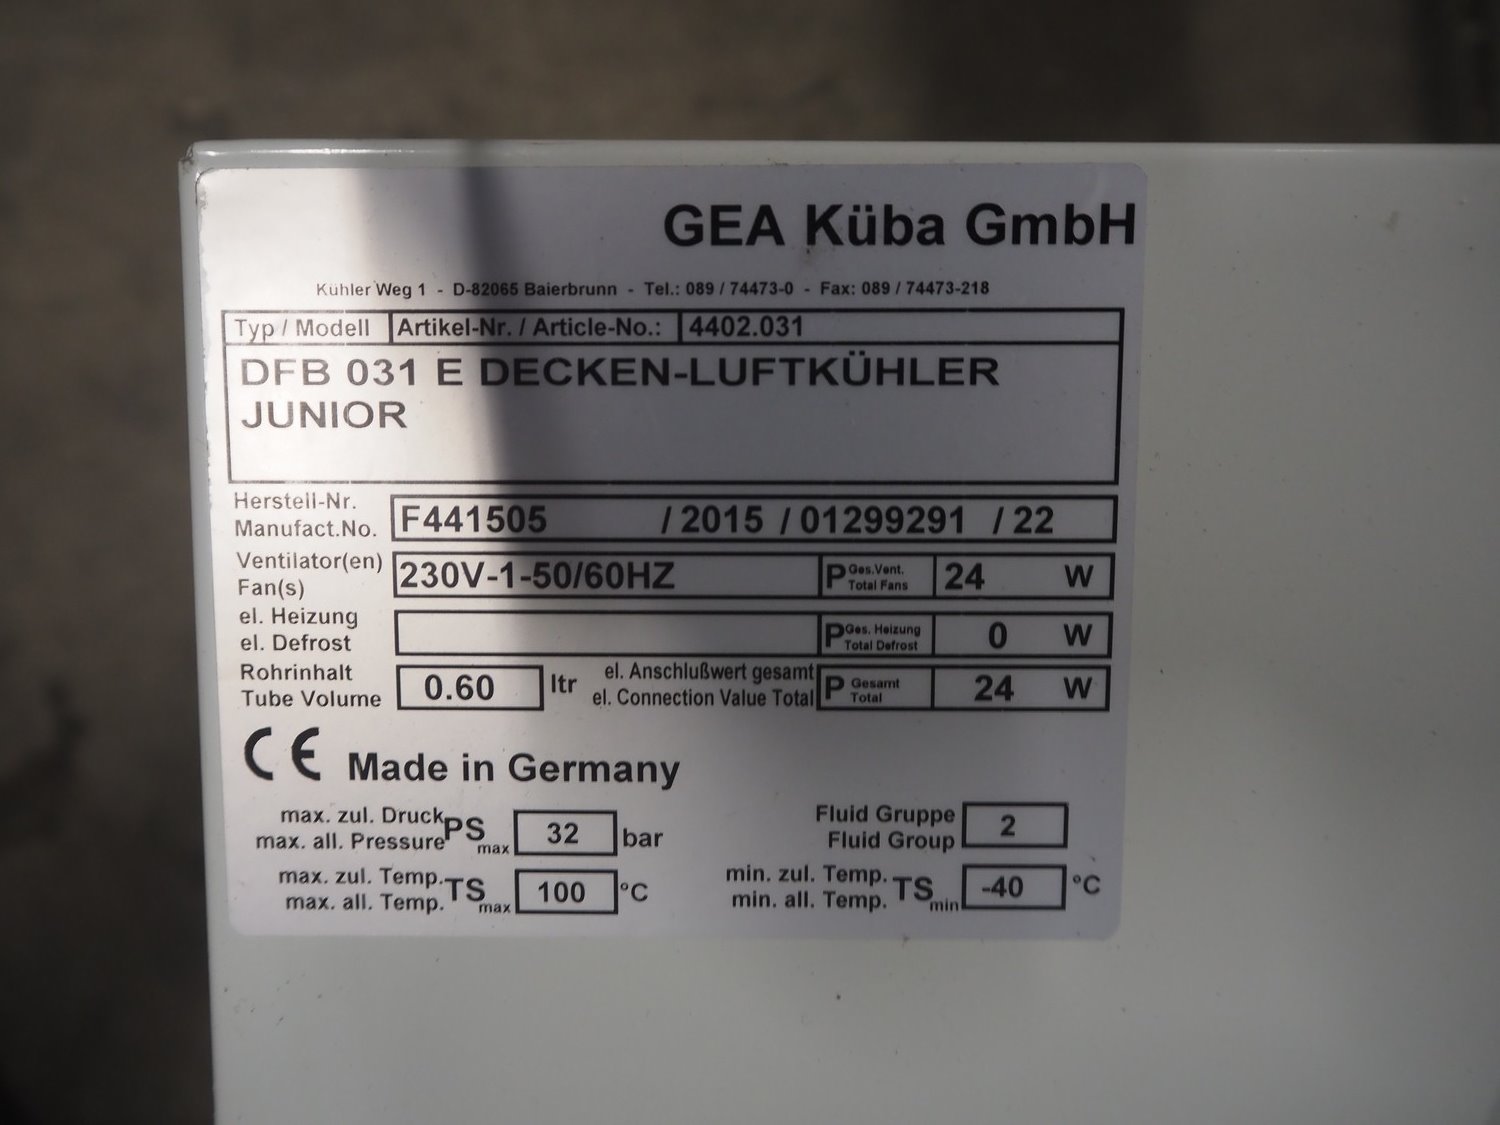 GEA Küba GmbH
Kühler Weg 1 - D-82065 Baierbrunn - Tel.: 089 / 74473-0 - Fax: 089 / 74473-218
Typ / Modell Artikel-Nr. / Article-No.: 4402.031
DFB 031 E DECKEN-LUFTKÜHLER
JUNIOR
Herstell-Nr.
Manufact.No. F441505 / 2015 / 01299291 / 22
Ventilator(en)
Fan(s) 230V-1-50/60HZ P Ges.Vent. Total Fans 24 W
el. Heizung
el. Defrost P Ges. Heizung Total Defrost 0 W
Rohrinhalt
Tube Volume 0.60 ltr
el. Anschlußwert gesamt
el. Connection Value Total P Gesamt Total 24 W
CE Made in Germany
max. zul. Druck
max. all. Pressure PS max 32 bar
Fluid Gruppe
Fluid Group 2
max. zul. Temp.
max. all. Temp. TS max 100 °C
min. zul. Temp.
min. all. Temp. TS min -40 °C